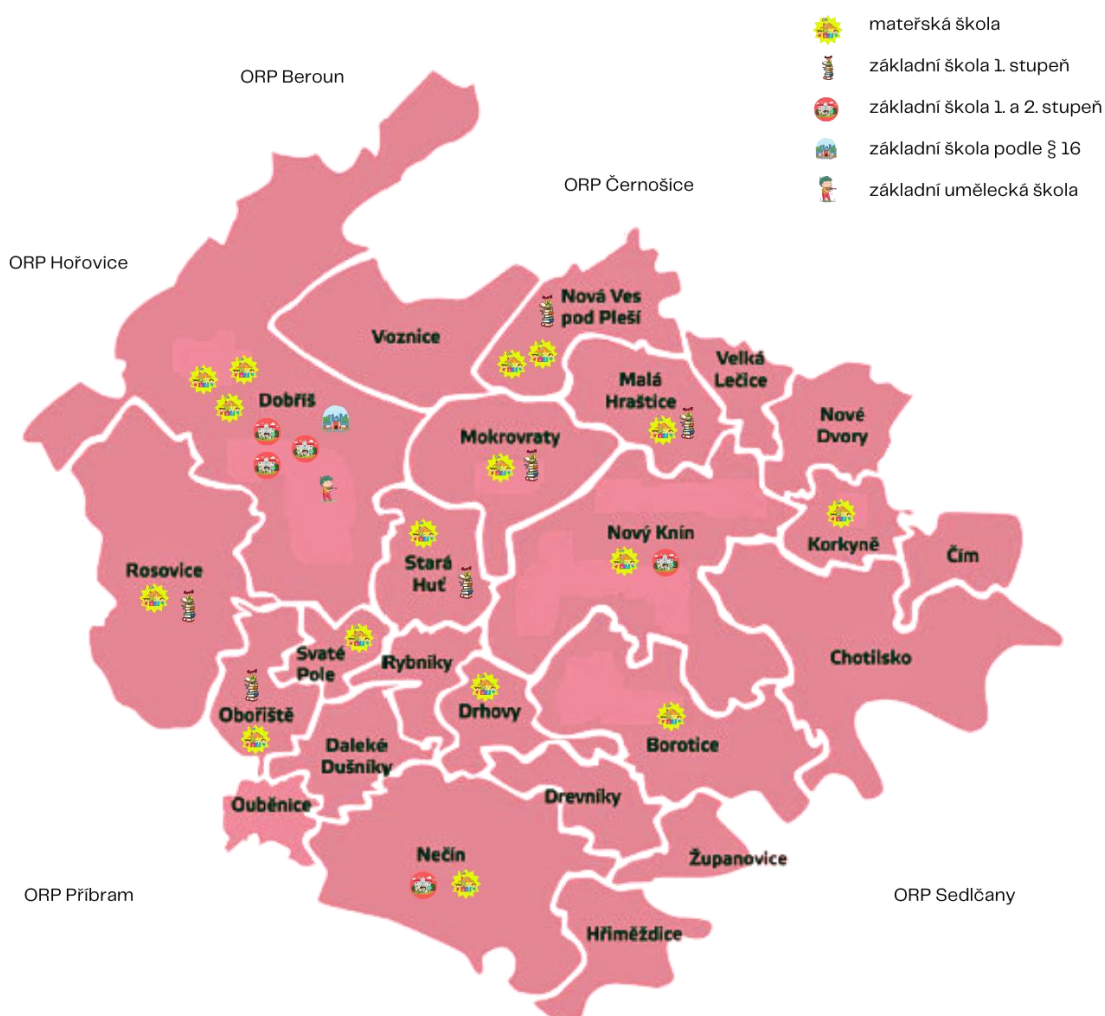 mateřská škola
základní škola 1. stupeň
základní škola 1. a 2. stupeň
základní škola podle § 16
základní umělecká škola
ORP Beroun
ORP Černošice
ORP Hořovice
Nová Ves
pod Pleší
Voznice
Velká
Lečice
Malá
Hraštice
Dobříš
Nové
Dvory
Mokrovraty
Nový Knín
Korkyně
Čím
Stará
Huť
Rosovice
Svaté
Pole
Rybníky
Chotilsko
Obořiště
Drhovy
Borotice
Daleké
Dušníky
Drevníky
Ouběnice
Nečín
Županovice
ORP Příbram
ORP Sedlčany
Hřiměždice